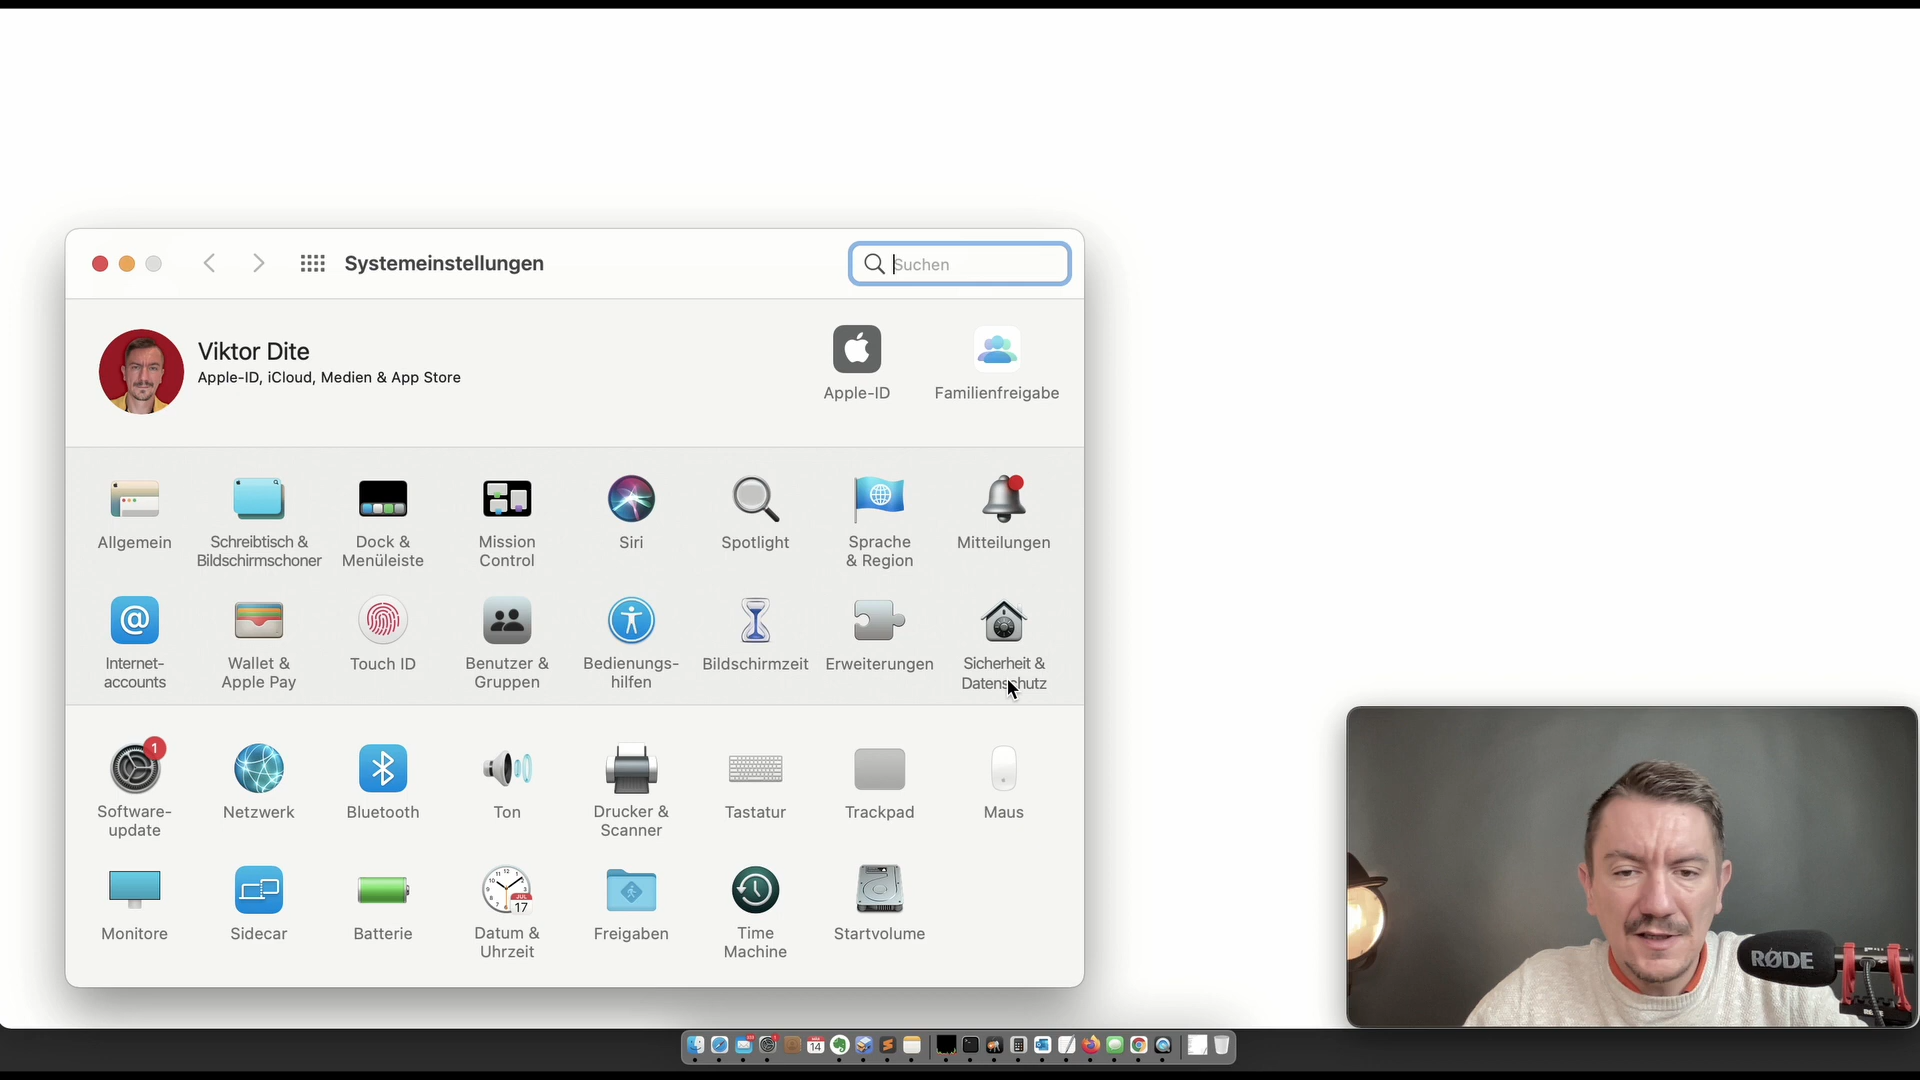 Systemeinstellungen
Suchen
Viktor Dite
Apple-ID, iCloud, Medien & App Store
Apple-ID
Familienfreigabe
Allgemein
Schreibtisch &
Bildschirmschoner
Dock &
Menüleiste
Mission
Control
Siri
Spotlight
Sprache
& Region
Mitteilungen
@
Internet-
accounts
Wallet &
Apple Pay
Touch ID
Benutzer &
Gruppen
Bedienungs-
hilfen
Bildschirmzeit
Erweiterungen
Sicherheit &
Datenschutz
1
Software-
update
Netzwerk
Bluetooth
Ton
Drucker &
Scanner
Tastatur
Trackpad
Maus
Monitore
Sidecar
Batterie
JUL
17
Datum &
Uhrzeit
Freigaben
Time
Machine
Startvolume
RØDE
14